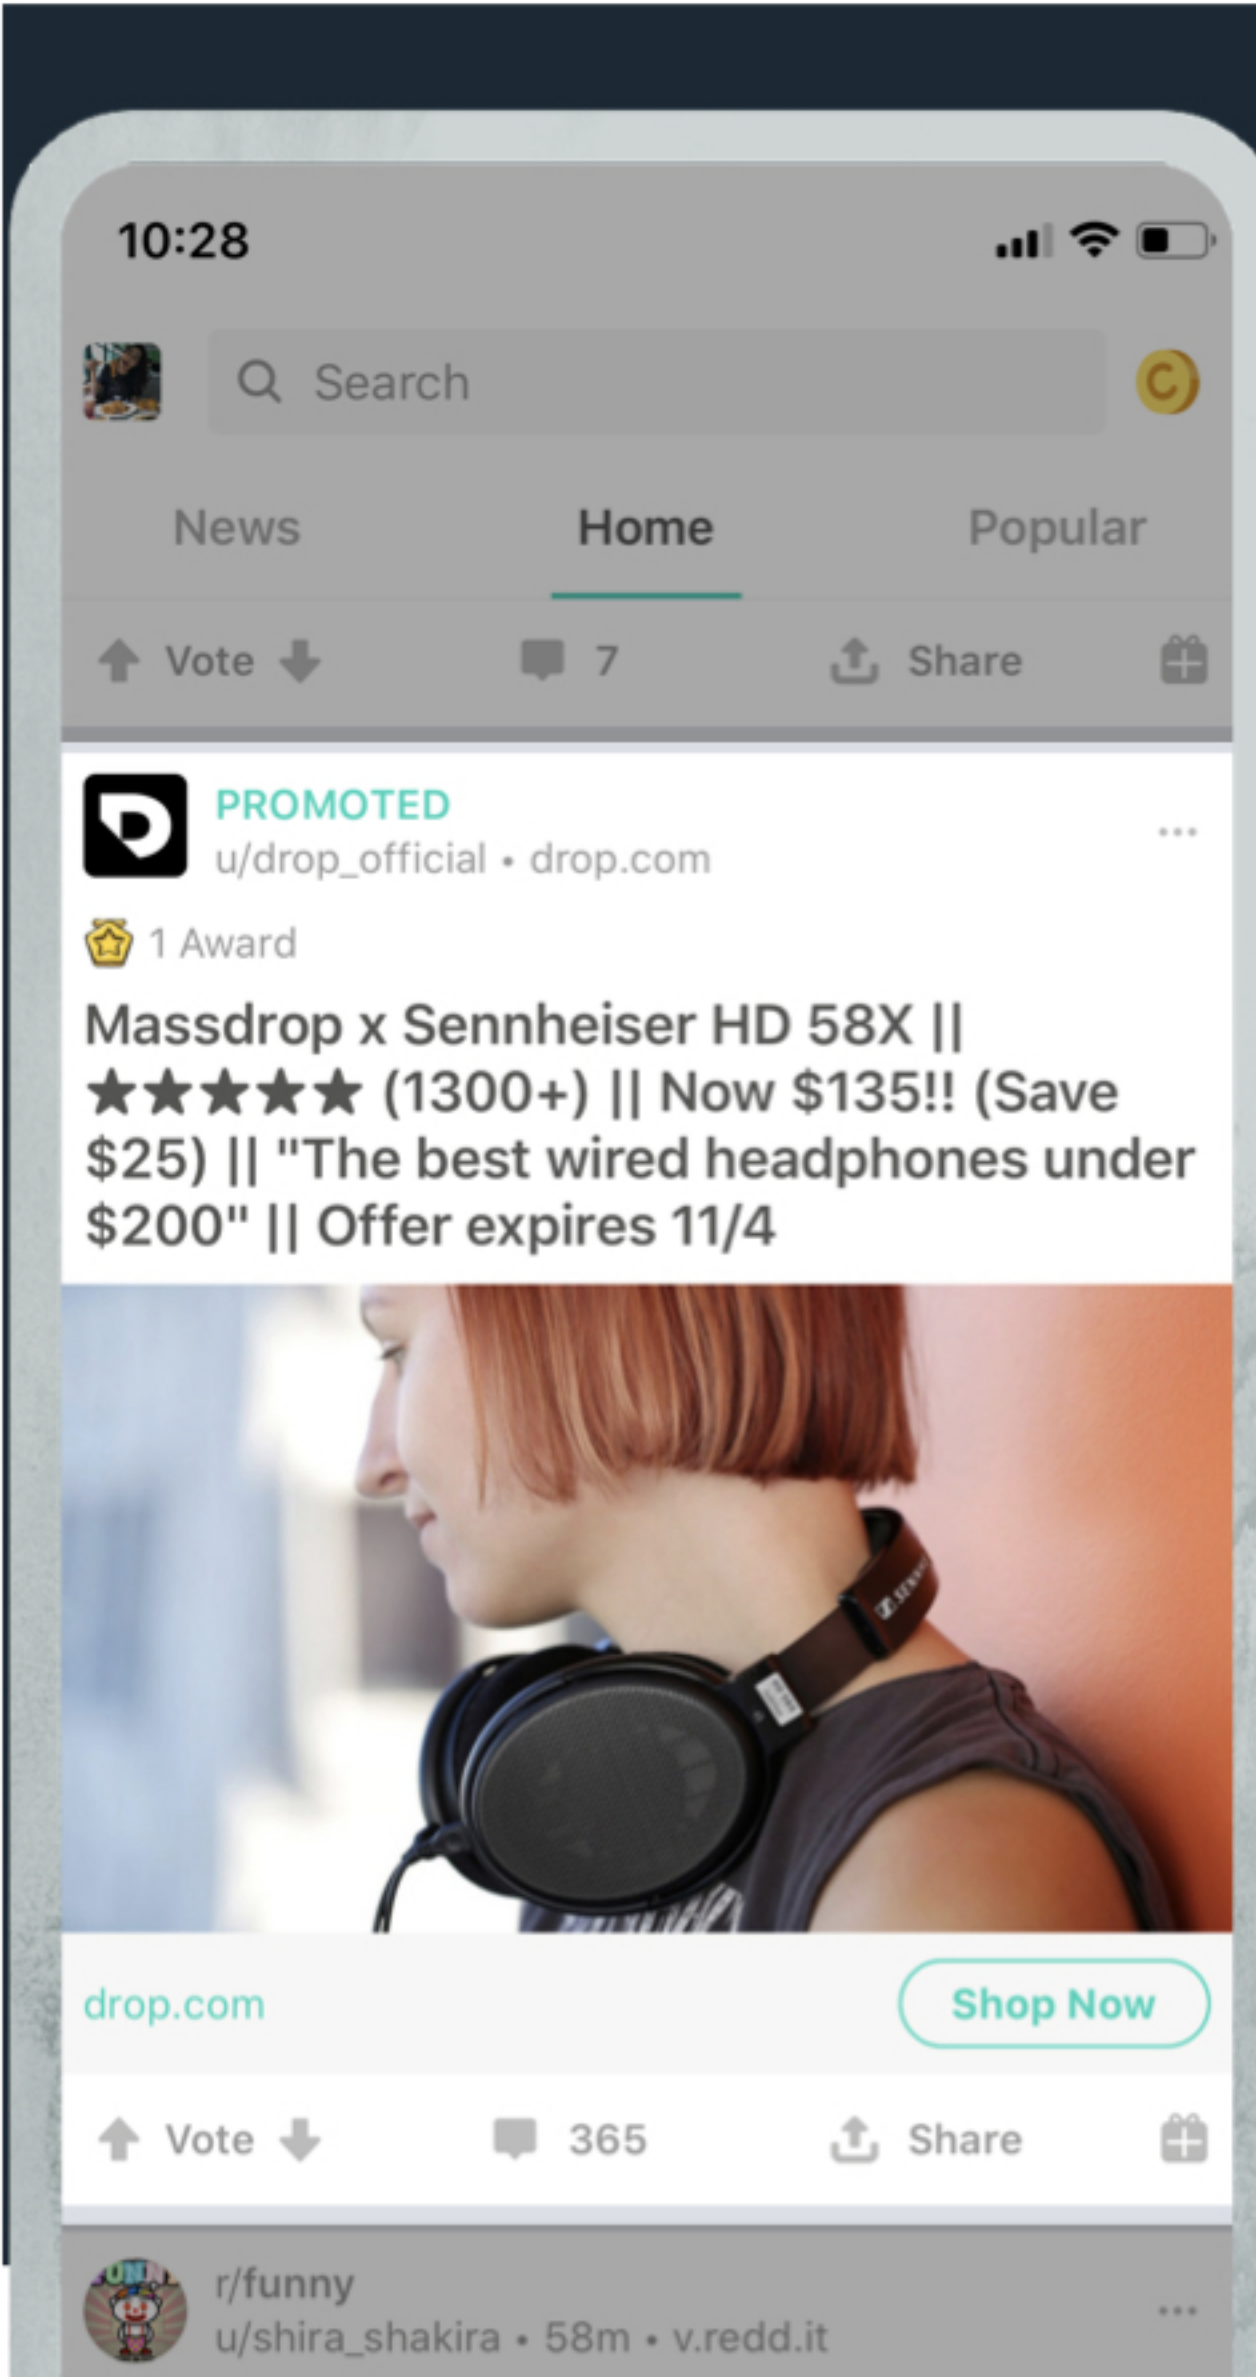 10:28
Search
News Home Popular
Vote 7 Share
PROMOTED
u/drop_official • drop.com
1 Award
Massdrop x Sennheiser HD 58X ||
★★★★★ (1300+) || Now $135!! (Save
$25) || "The best wired headphones under
$200" || Offer expires 11/4
drop.com Shop Now
Vote 365 Share
r/funny
u/shira_shakira • 58m • v.redd.it